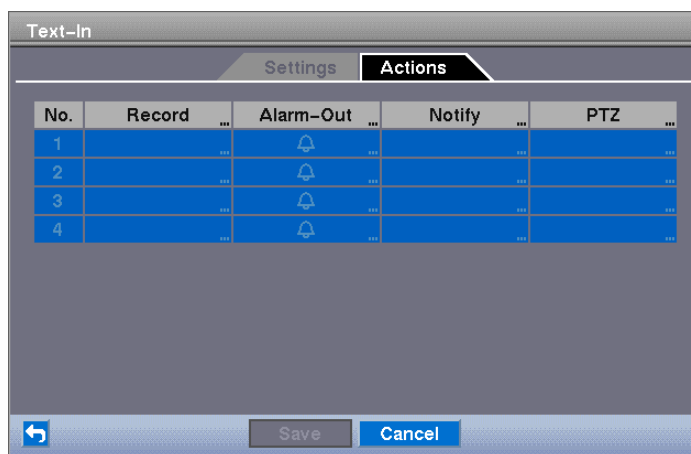 Text-In
Settings Actions
No. Record ... Alarm-Out ... Notify ... PTZ ...
1 ... ... ... ...
2 ... ... ... ...
3 ... ... ... ...
4 ... ... ... ...
Save Cancel